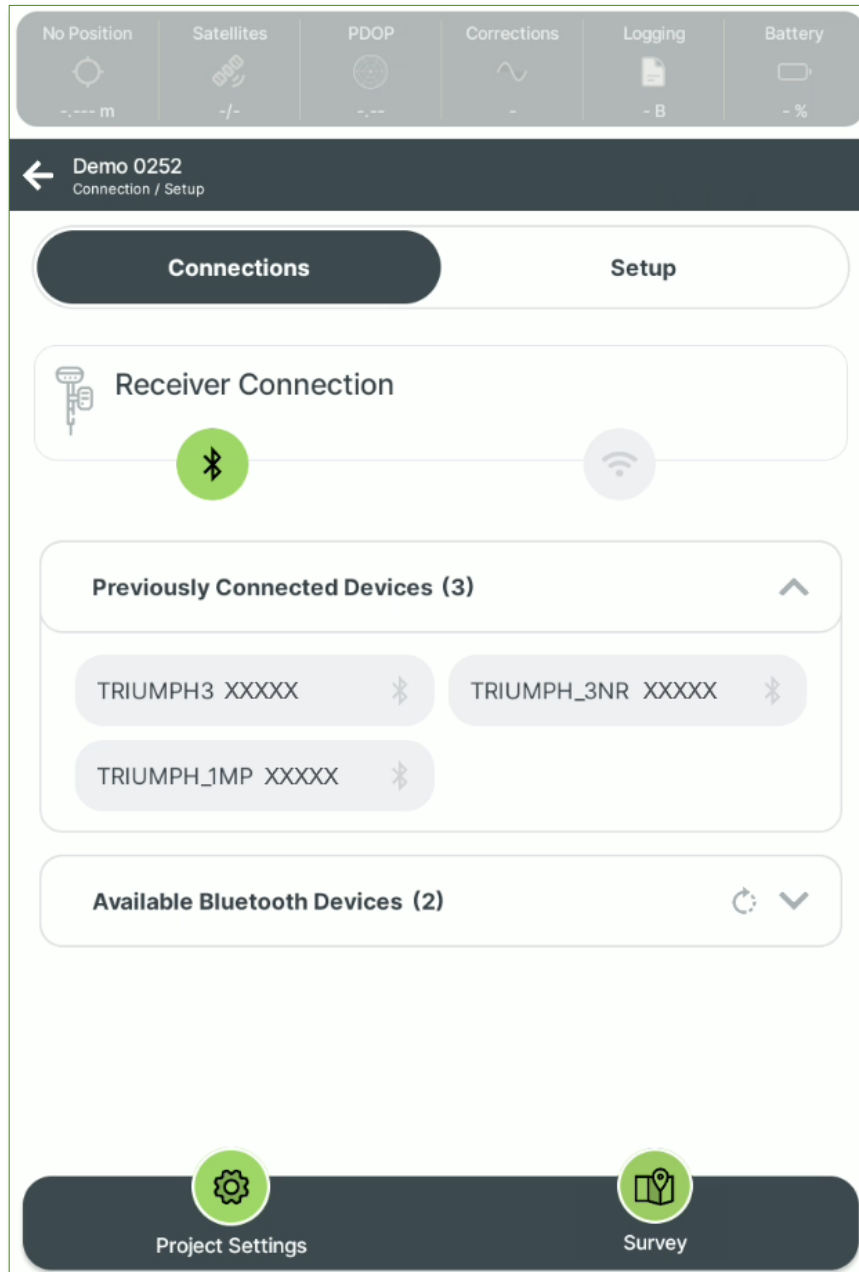 No Position Satellites PDOP Corrections Logging Battery
-.--- m -/- -.-- - - B - %
Demo 0252
Connection / Setup
Connections Setup
Receiver Connection
Previously Connected Devices (3)
TRIUMPH3 XXXXX TRIUMPH_3NR XXXXX
TRIUMPH_1MP XXXXX
Available Bluetooth Devices (2)
Project Settings Survey